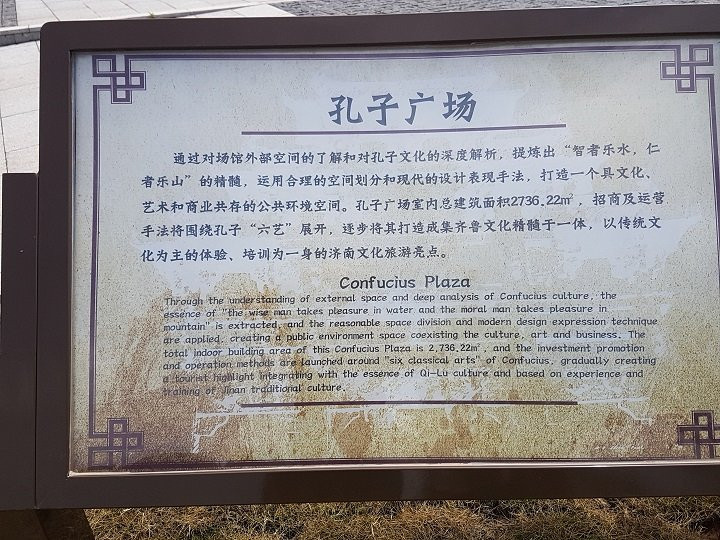 孔子广场
通过对场馆外部空间的了解和对孔子文化的深度解析，提炼出“智者乐水，仁
者乐山”的精髓，运用合理的空间划分和现代的设计表现手法，打造一个具文化、
艺术和商业共存的公共环境空间。孔子广场室内总建筑面积2736.22㎡，招商及运营
手法将围绕孔子“六艺”展开，逐步将其打造成集齐鲁文化精髓于一体，以传统文
化为主的体验、培训为一身的济南文化旅游亮点。
Confucius Plaza
Through the understanding of external space and deep analysis of Confucius culture, the
essence of "the wise man takes pleasure in water and the moral man takes pleasure in
mountain" is extracted, and the reasonable space division and modern design expression technique
are applied, creating a public environment space coexisting the culture, art and business. The
total indoor building area of this Confucius Plaza is 2,736.22㎡, and the investment promotion
and operation methods are launched around "six classical arts" of Confucius, gradually creating
a tourist highlight integrating with the essence of Qi-Lu culture and based on experience and
training of Jinan traditional culture.